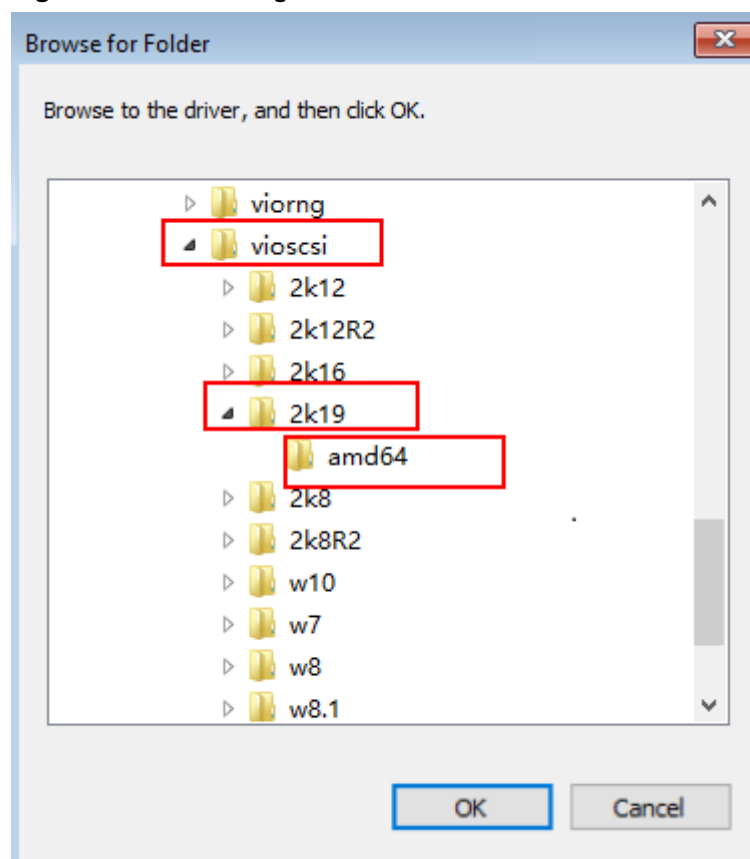 Browse for Folder
Browse to the driver, and then click OK.
viorng
vioscsi
2k12
2k12R2
2k16
2k19
amd64
2k8
2k8R2
w10
w7
w8
w8.1
OK Cancel